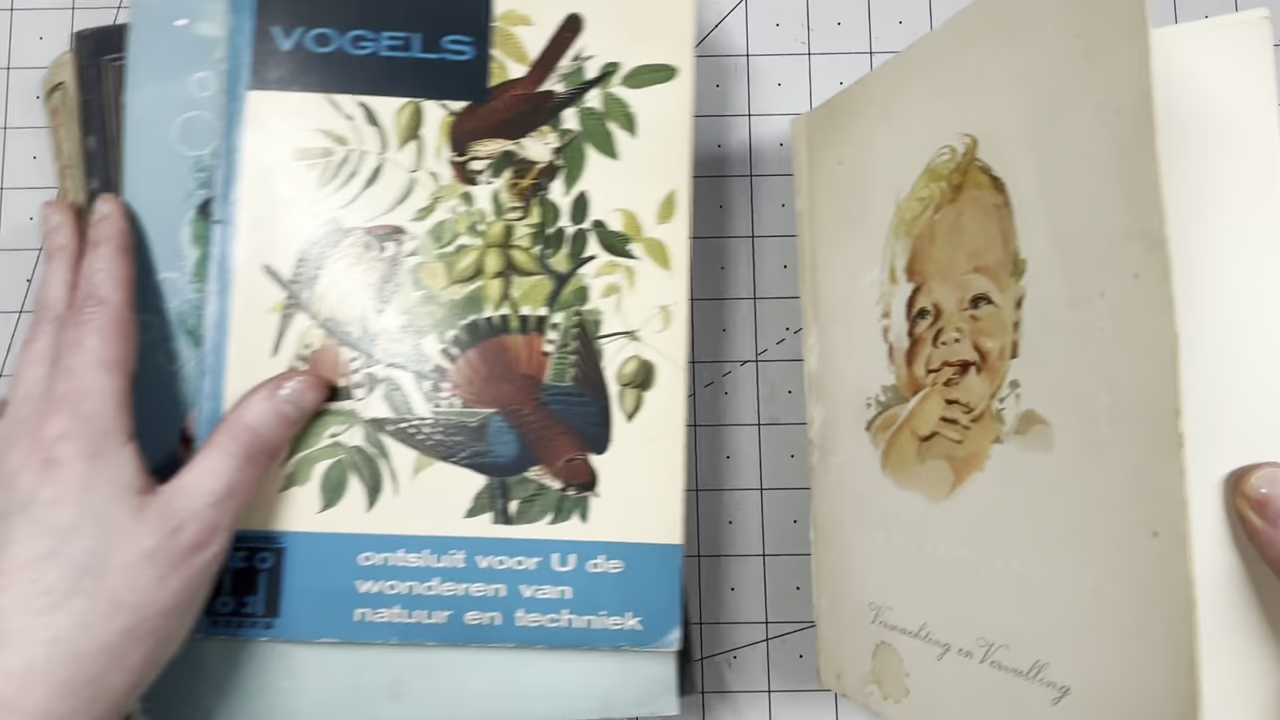 VOGELS
ontsluit voor U de
wonderen van
natuur en techniek
Verwachting en Vervulling